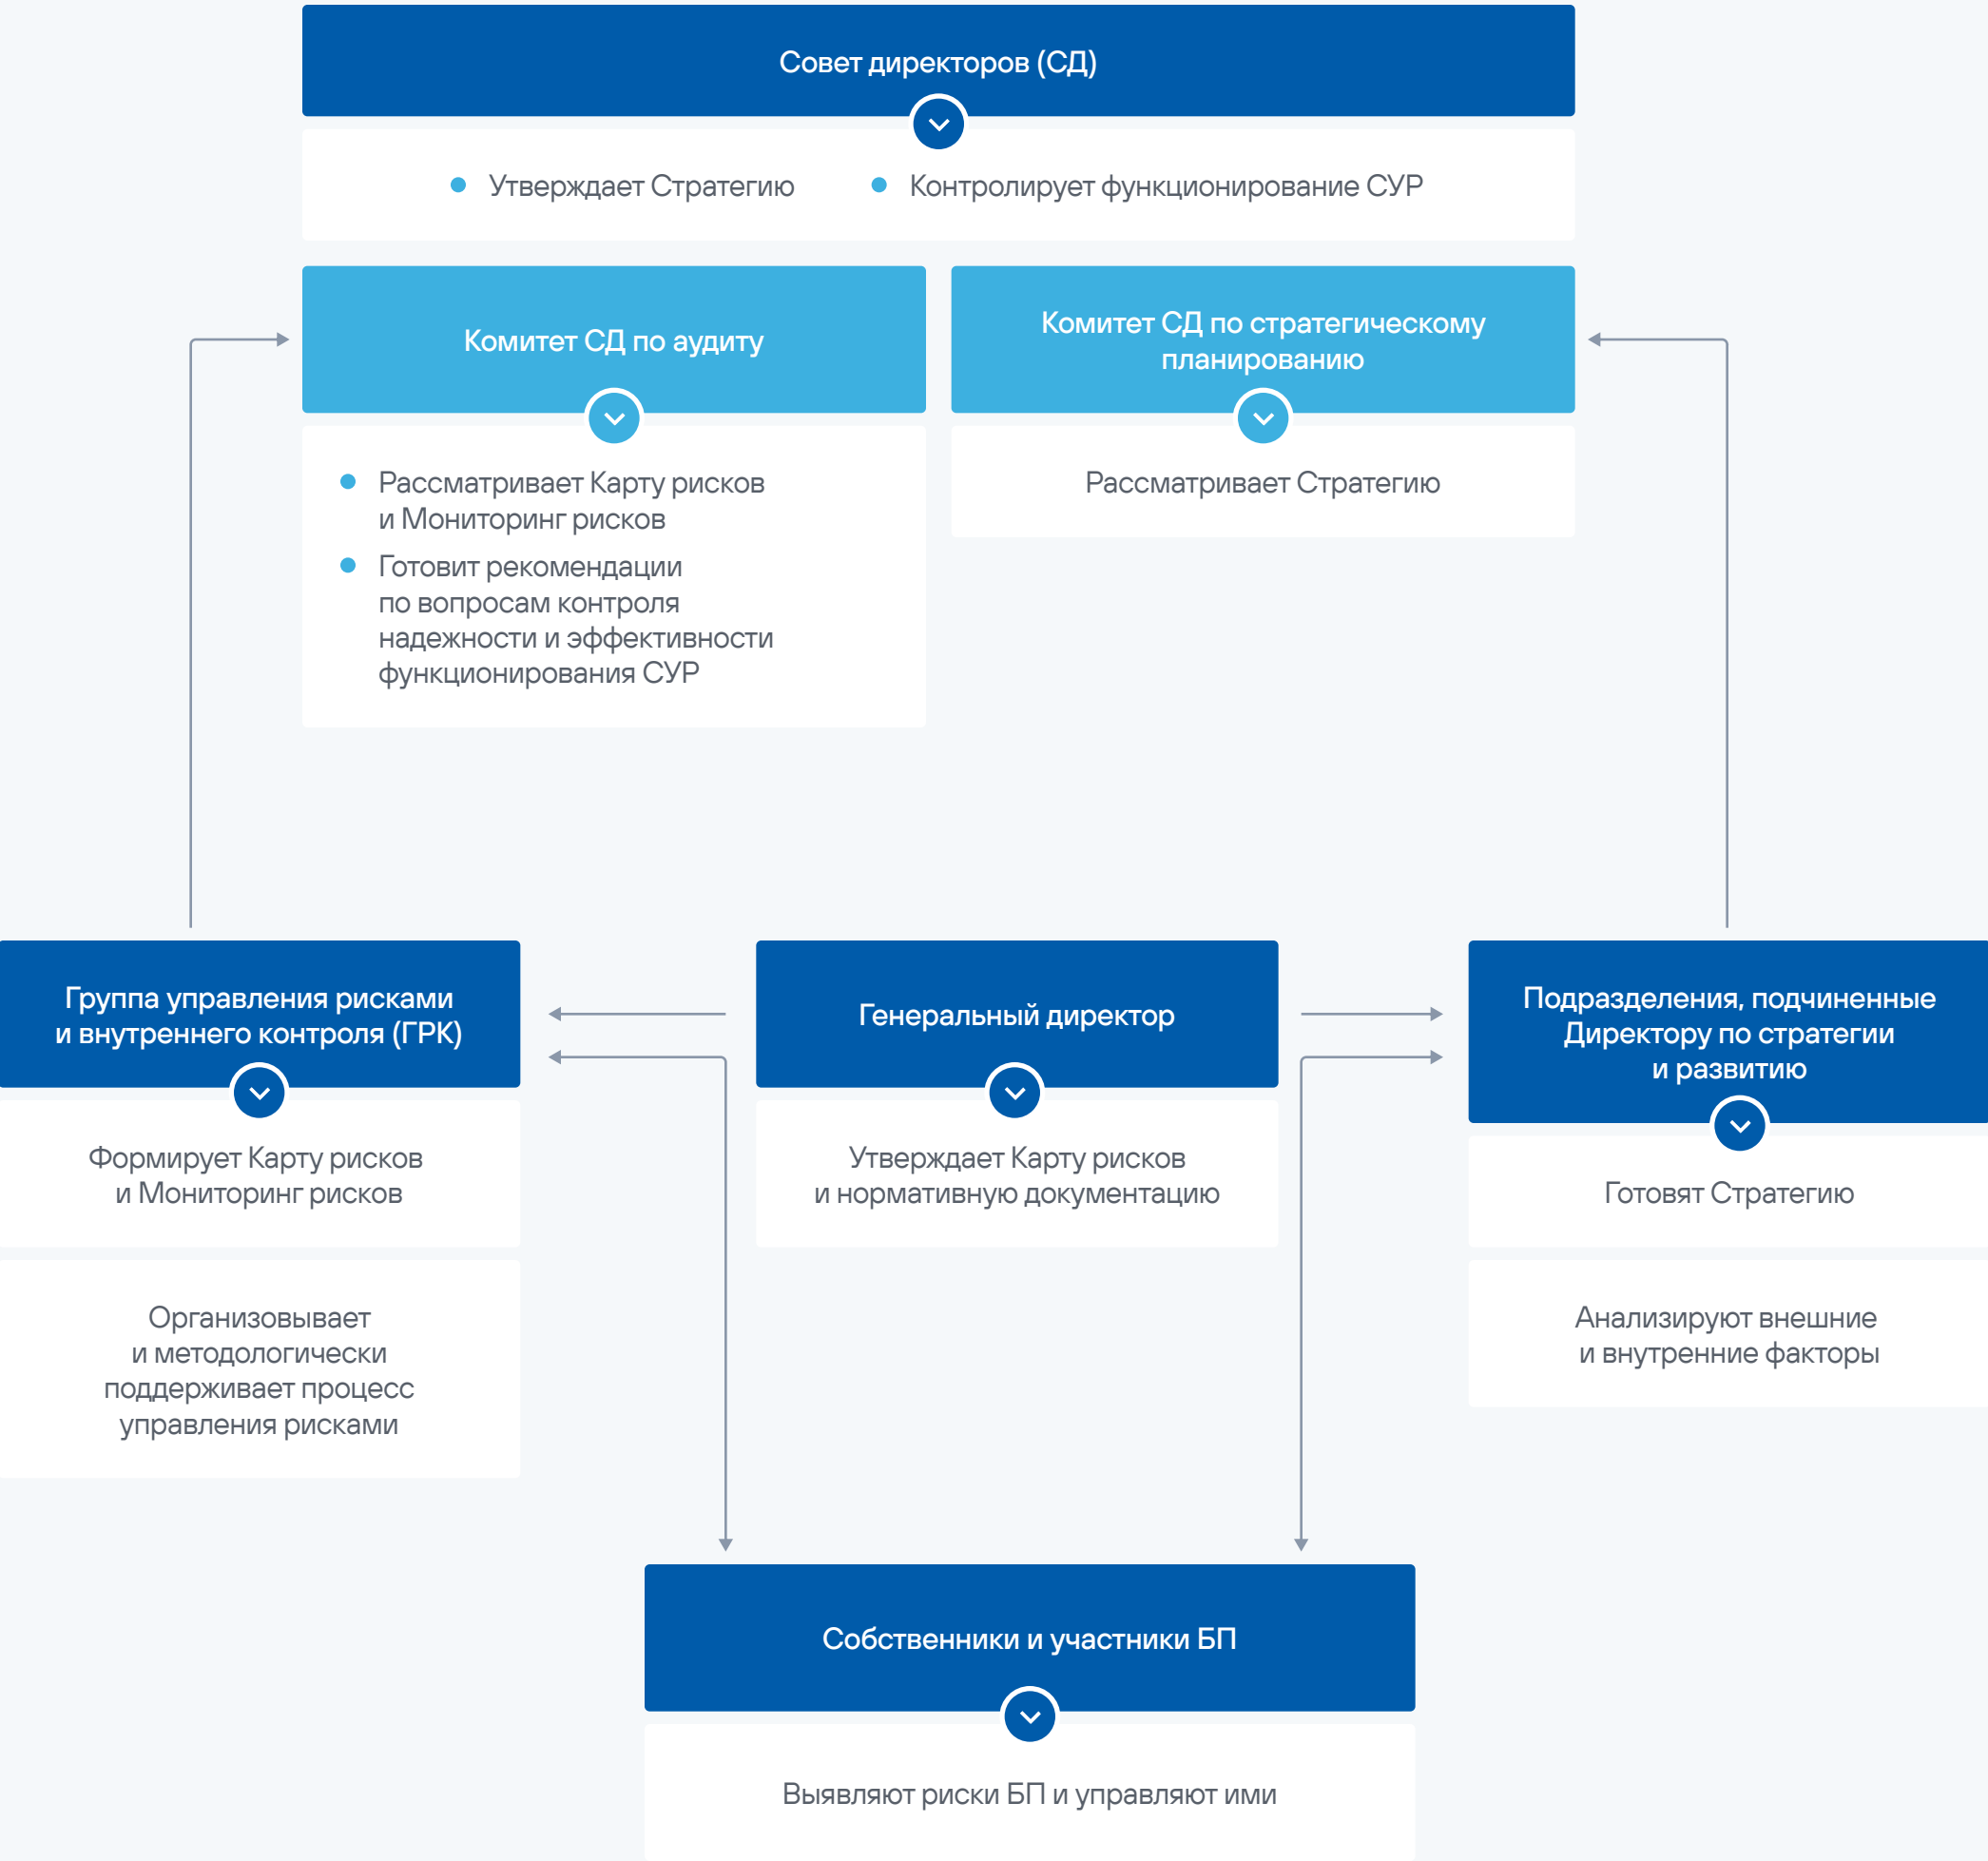 Совет директоров (СД)
Утверждает Стратегию
Контролирует функционирование СУР
Комитет СД по аудиту
Рассматривает Карту рисков
и Мониторинг рисков
Готовит рекомендации
по вопросам контроля
надежности и эффективности
функционирования СУР
Комитет СД по стратегическому
планированию
Рассматривает Стратегию
Группа управления рисками
и внутреннего контроля (ГРК)
Формирует Карту рисков
и Мониторинг рисков
Организовывает
и методологически
поддерживает процесс
управления рисками
Генеральный директор
Утверждает Карту рисков
и нормативную документацию
Подразделения, подчиненные
Директору по стратегии
и развитию
Готовят Стратегию
Анализируют внешние
и внутренние факторы
Собственники и участники БП
Выявляют риски БП и управляют ими